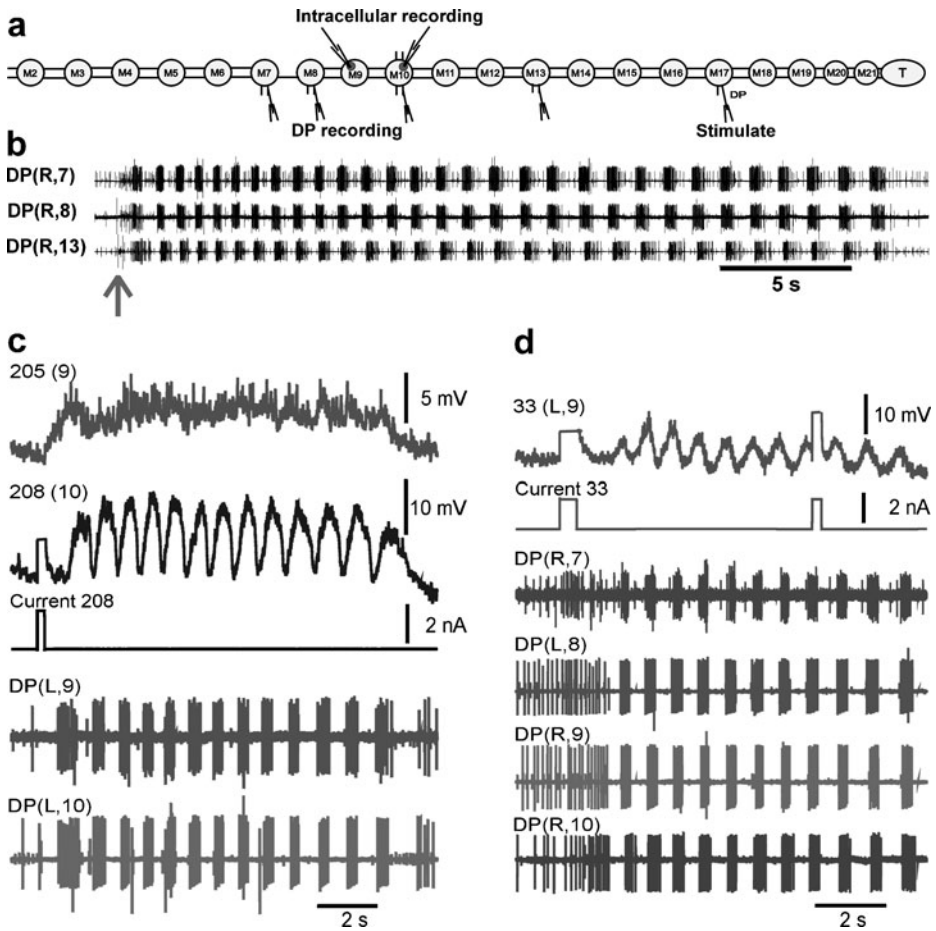 a
Intracellular recording
M2 M3 M4 M5 M6 M7 M8 M9 M10 M11 M12 M13 M14 M15 M16 M17 M18 M19 M20 M21 T
DP
DP recording
Stimulate
b
DP(R,7)
DP(R,8)
DP(R,13)
5 s
c
205 (9)
5 mV
208 (10)
10 mV
Current 208
2 nA
DP(L,9)
DP(L,10)
2 s
d
33 (L,9)
10 mV
Current 33
2 nA
DP(R,7)
DP(L,8)
DP(R,9)
DP(R,10)
2 s